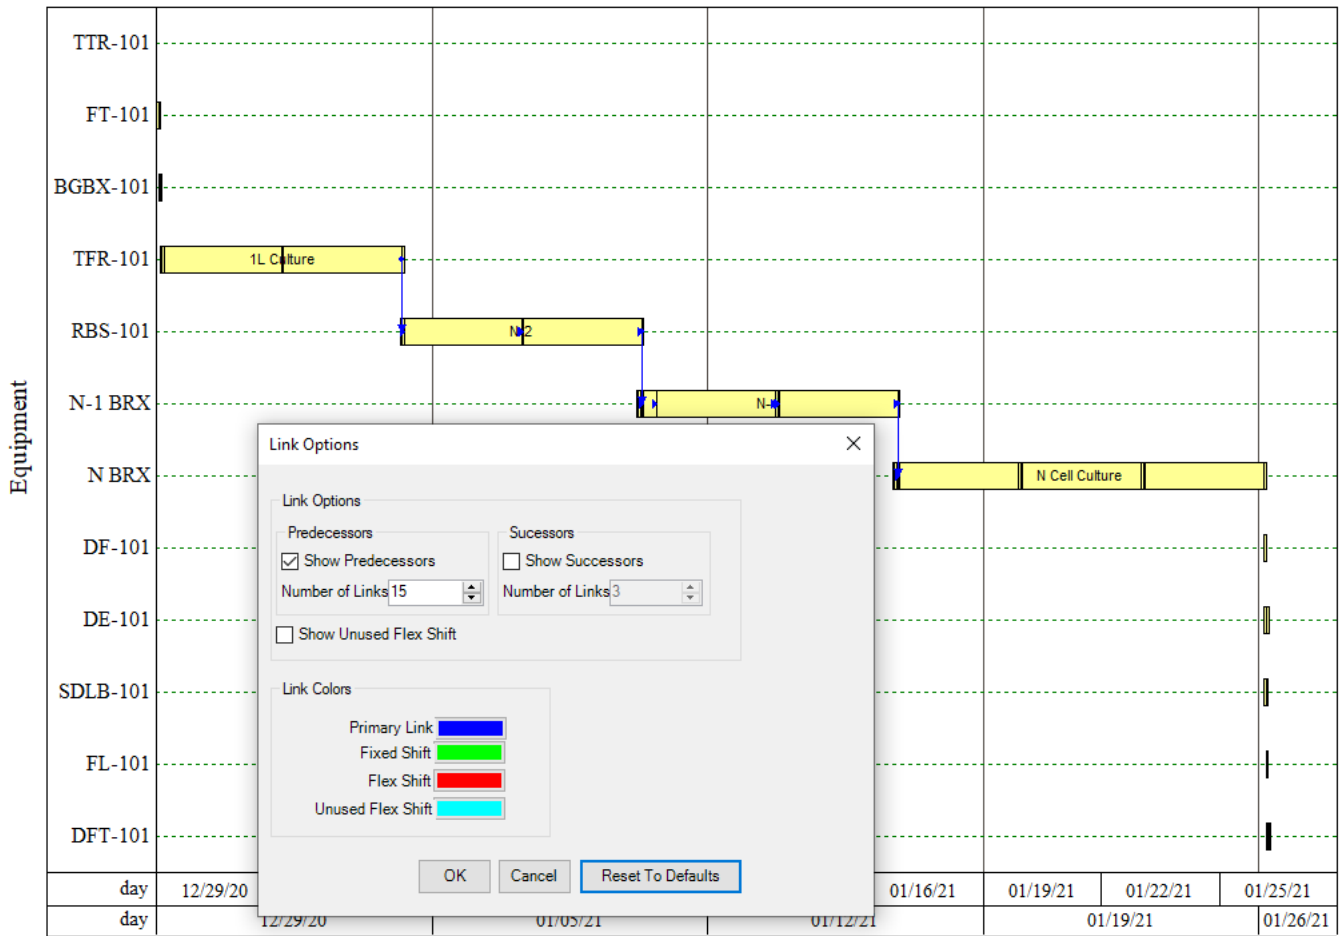 Equipment
TTR-101
FT-101
BGBX-101
TFR-101
1L Culture
RBS-101
N-2
N-1 BRX
N-
N BRX
N Cell Culture
DF-101
DE-101
SDLB-101
FL-101
DFT-101
Link Options
Link Options
Predecessors
Sucessors
Show Predecessors
Show Successors
Number of Links 15
Number of Links 3
Show Unused Flex Shift
Link Colors
Primary Link
Fixed Shift
Flex Shift
Unused Flex Shift
OK Cancel Reset To Defaults
day 12/29/20 01/16/21 01/19/21 01/22/21 01/25/21
day 12/29/20 01/05/21 01/12/21 01/19/21 01/26/21